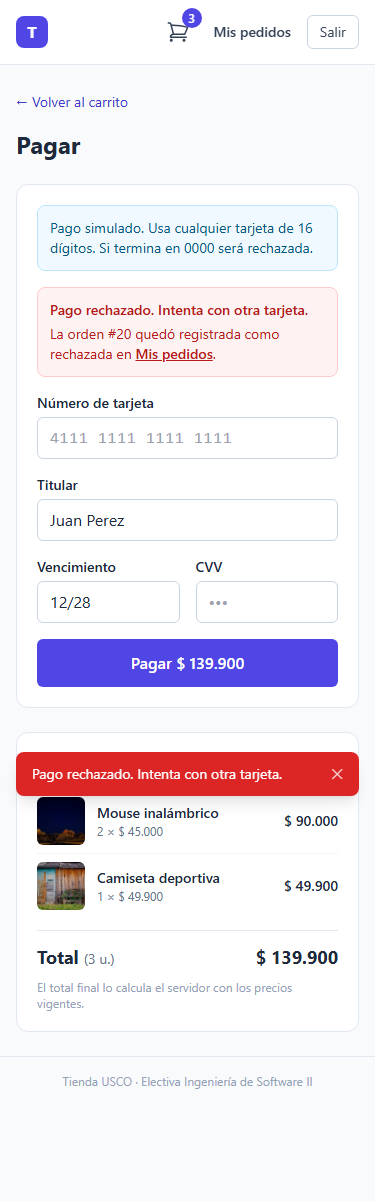 T
3
Mis pedidos
Salir
← Volver al carrito
Pagar
Pago simulado. Usa cualquier tarjeta de 16
dígitos. Si termina en 0000 será rechazada.
Pago rechazado. Intenta con otra tarjeta.
La orden #20 quedó registrada como
rechazada en Mis pedidos.
Número de tarjeta
4111 1111 1111 1111
Titular
Juan Perez
Vencimiento
CVV
12/28
•••
Pagar $ 139.900
Pago rechazado. Intenta con otra tarjeta.
Mouse inalámbrico
2 × $ 45.000
$ 90.000
Camiseta deportiva
1 × $ 49.900
$ 49.900
Total (3 u.)
$ 139.900
El total final lo calcula el servidor con los precios
vigentes.
Tienda USCO · Electiva Ingeniería de Software II